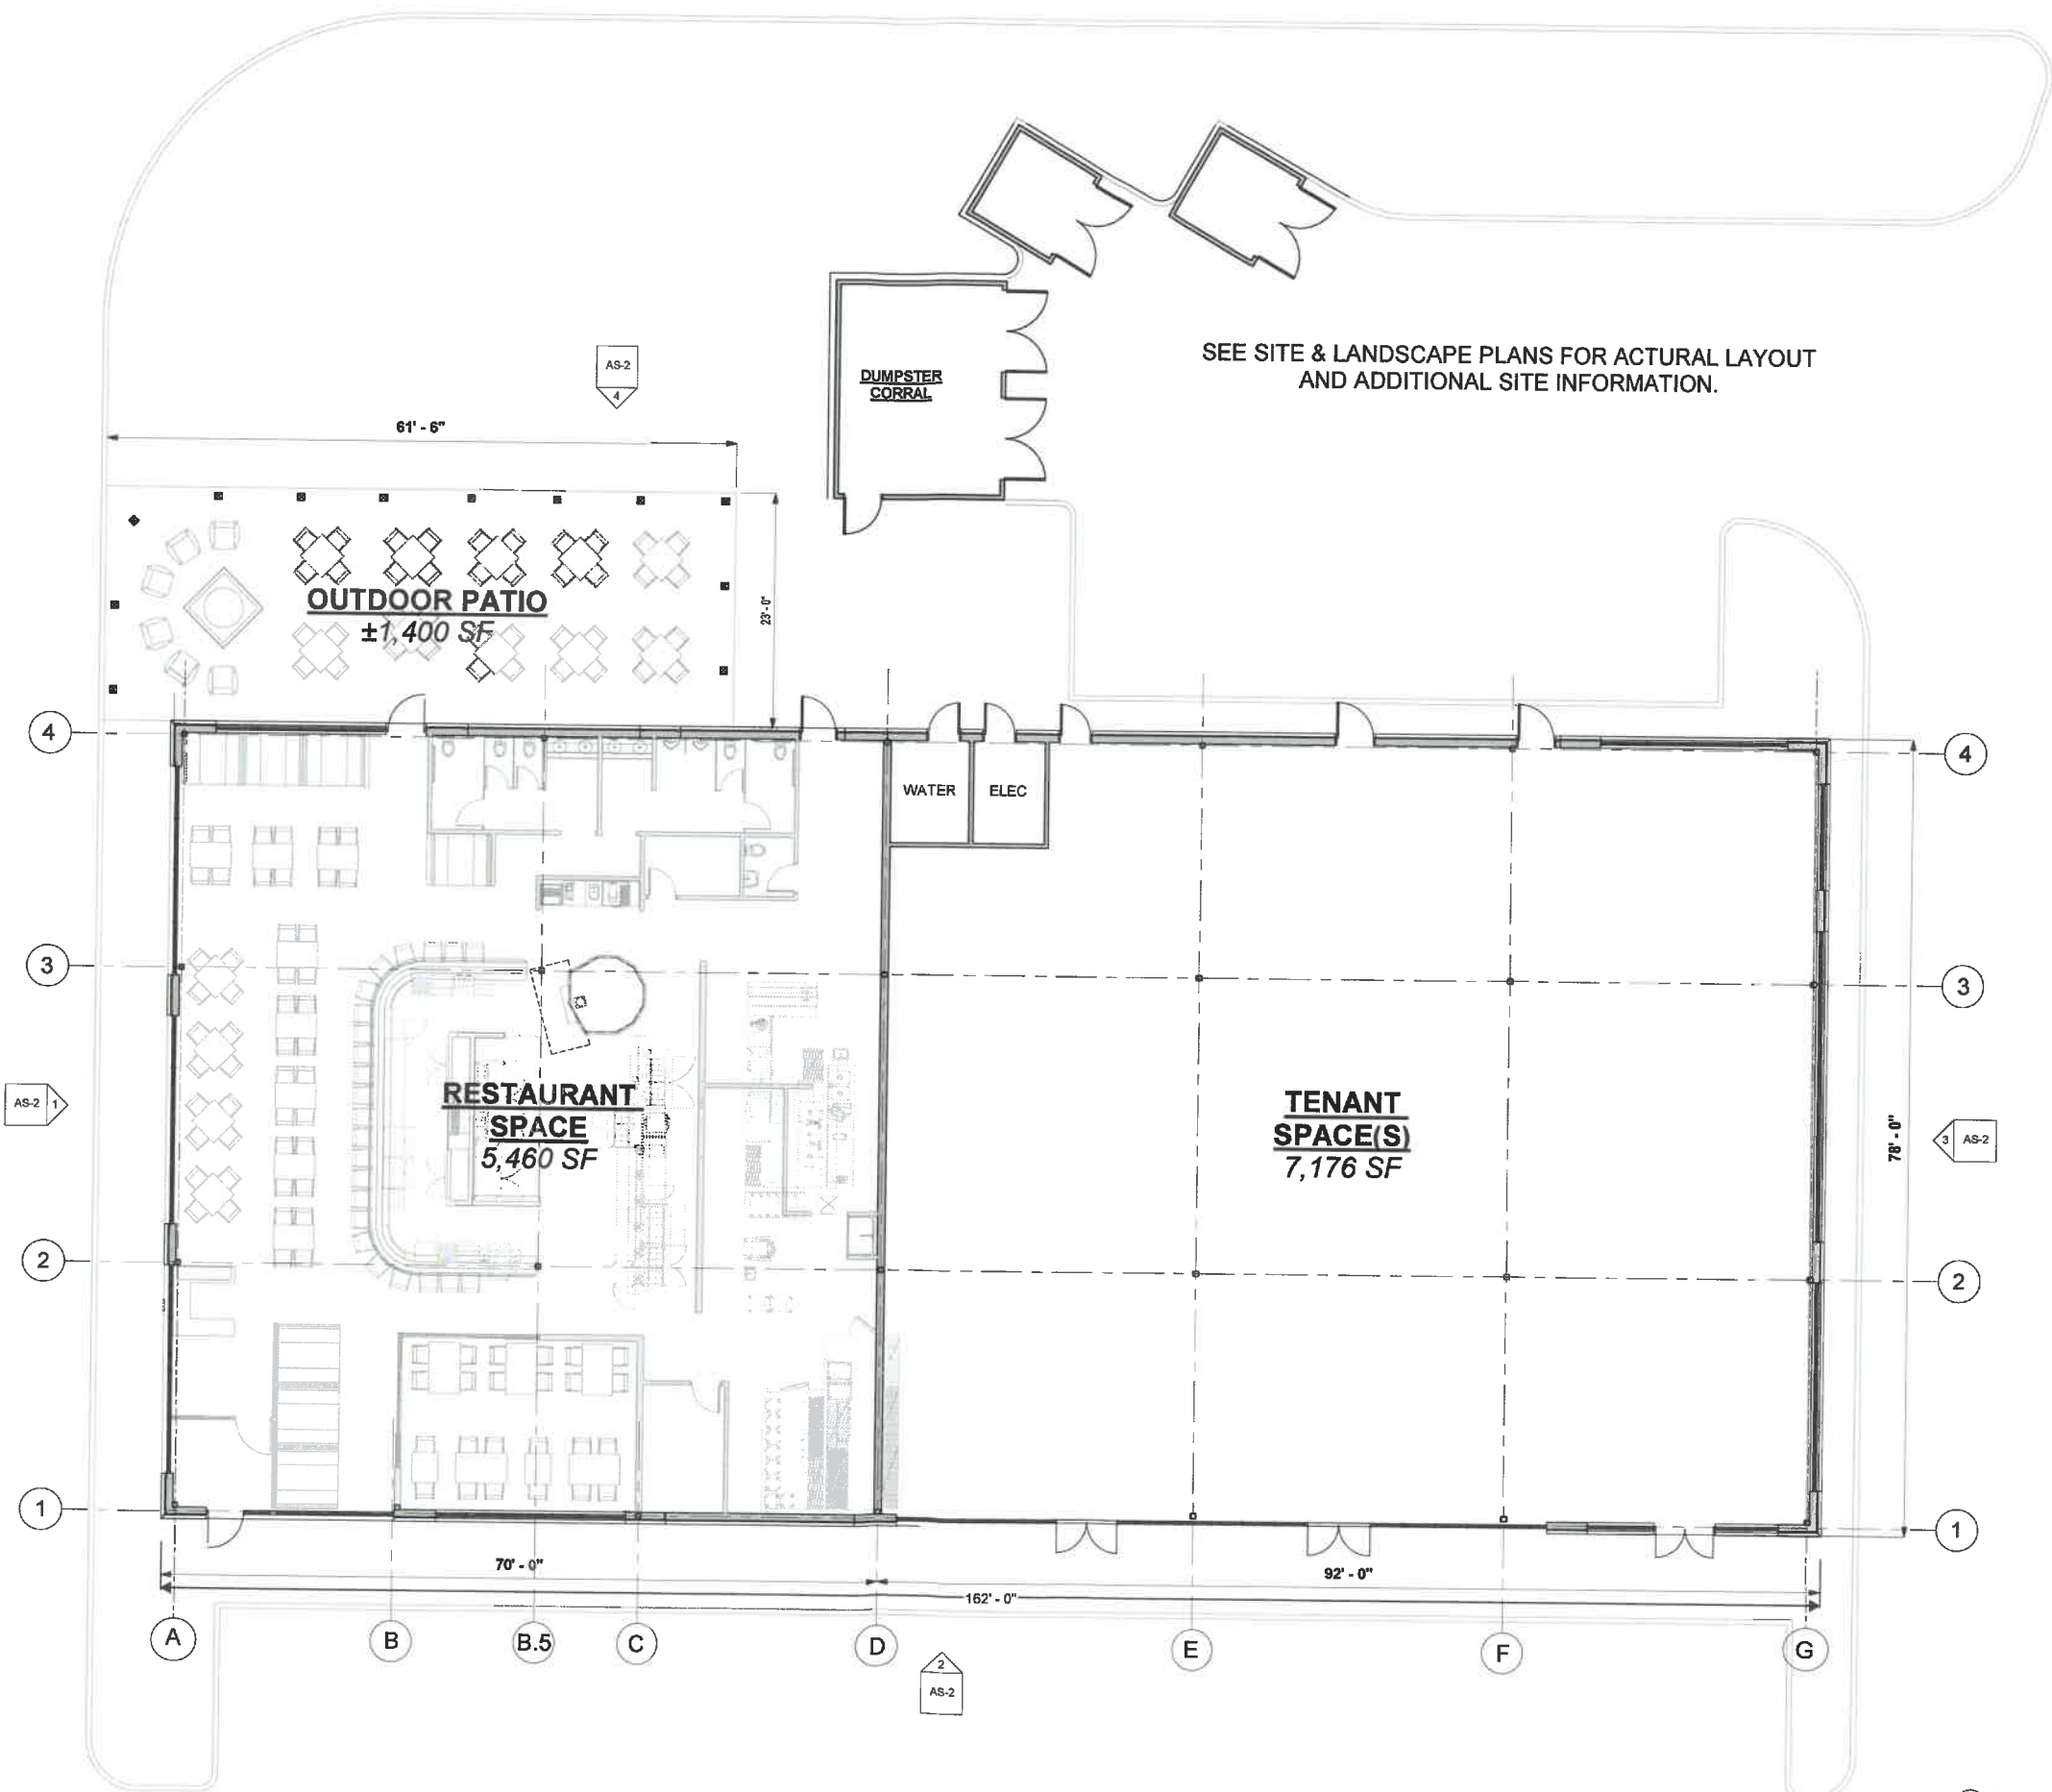 SEE SITE & LANDSCAPE PLANS FOR ACTURAL LAYOUT
AND ADDITIONAL SITE INFORMATION.
AS-2
4
DUMPSTER
CORRAL
61' - 6"
23' - 0"
OUTDOOR PATIO
±1,400 SF
4
4
WATER
ELEC
3
3
AS-2
1
RESTAURANT
SPACE
5,460 SF
TENANT
SPACE(S)
7,176 SF
78' - 0"
3
AS-2
2
2
1
1
70' - 0"
92' - 0"
162' - 0"
A
B
B.5
C
D
E
F
G
2
AS-2